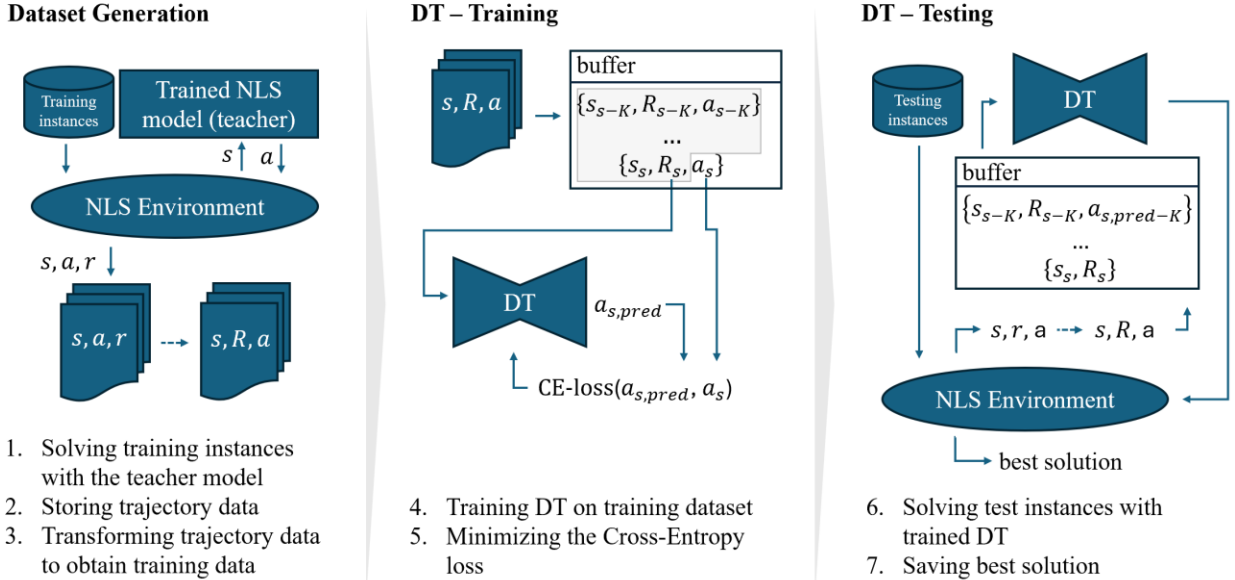 Dataset Generation
Training
instances
Trained NLS
model (teacher)
s
a
NLS Environment
s, a, r
s, a, r
s, R, a
1. Solving training instances
with the teacher model
2. Storing trajectory data
3. Transforming trajectory data
to obtain training data
DT – Training
s, R, a
buffer
{s_{s−K}, R_{s−K}, a_{s−K}}
...
{s_s, R_s, a_s}
DT
a_{s,pred}
CE-loss(a_{s,pred}, a_s)
4. Training DT on training dataset
5. Minimizing the Cross-Entropy
loss
DT – Testing
Testing
instances
DT
buffer
{s_{s−K}, R_{s−K}, a_{s,pred−K}}
...
{s_s, R_s}
s, r, a
s, R, a
NLS Environment
best solution
6. Solving test instances with
trained DT
7. Saving best solution